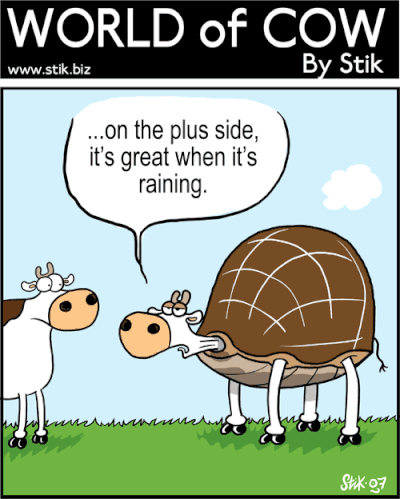 WORLD of COW
www.stik.biz
By Stik
...on the plus side,
it's great when it's
raining.
Stik·07